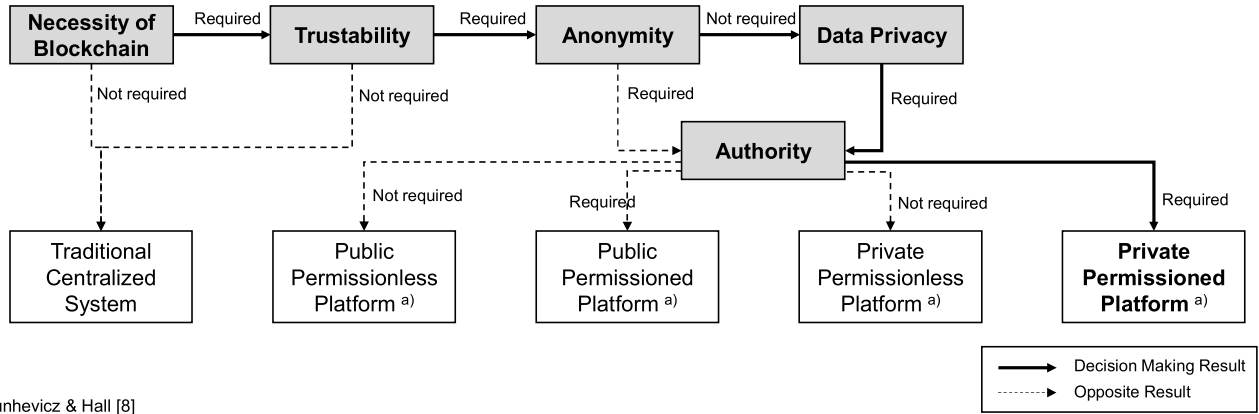 Necessity of
Blockchain
Required
Trustability
Required
Anonymity
Not required
Data Privacy
Not required
Not required
Required
Required
Authority
Not required
Required
Not required
Required
Traditional
Centralized
System
Public
Permissionless
Platform a)
Public
Permissioned
Platform a)
Private
Permissionless
Platform a)
Private
Permissioned
Platform a)
Decision Making Result
Opposite Result
& Hall [8]